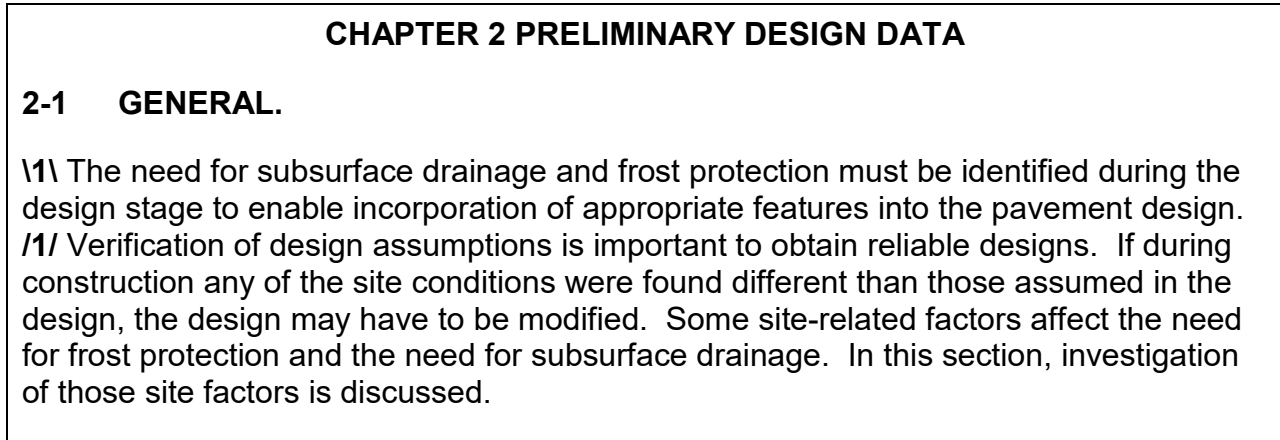 CHAPTER 2 PRELIMINARY DESIGN DATA
2-1 GENERAL.
\1\ The need for subsurface drainage and frost protection must be identified during the
design stage to enable incorporation of appropriate features into the pavement design.
/1/ Verification of design assumptions is important to obtain reliable designs. If during
construction any of the site conditions were found different than those assumed in the
design, the design may have to be modified. Some site-related factors affect the need
for frost protection and the need for subsurface drainage. In this section, investigation
of those site factors is discussed.